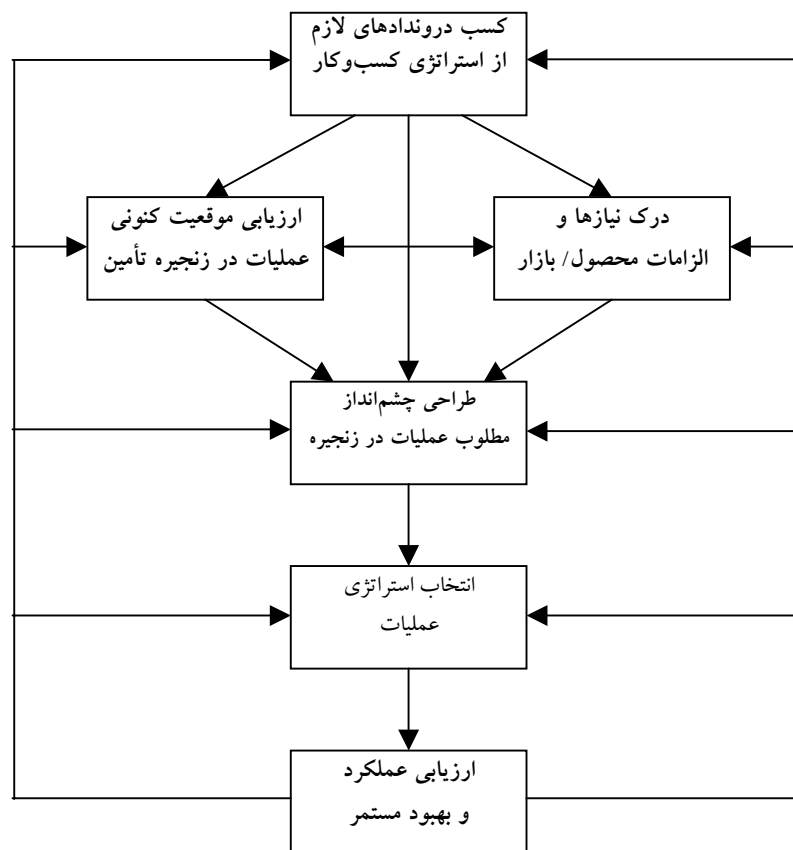 کسب دروندادهای لازم
از استراتژی کسب‌وکار
درک نیازها و
الزامات محصول/ بازار
ارزیابی موقعیت کنونی
عملیات در زنجیره تأمین
طراحی چشم‌انداز
مطلوب عملیات در زنجیره
انتخاب استراتژی
عملیات
ارزیابی عملکرد
و بهبود مستمر